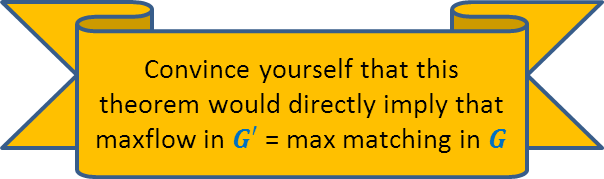 Convince yourself that this
theorem would directly imply that
maxflow in G′ = max matching in G